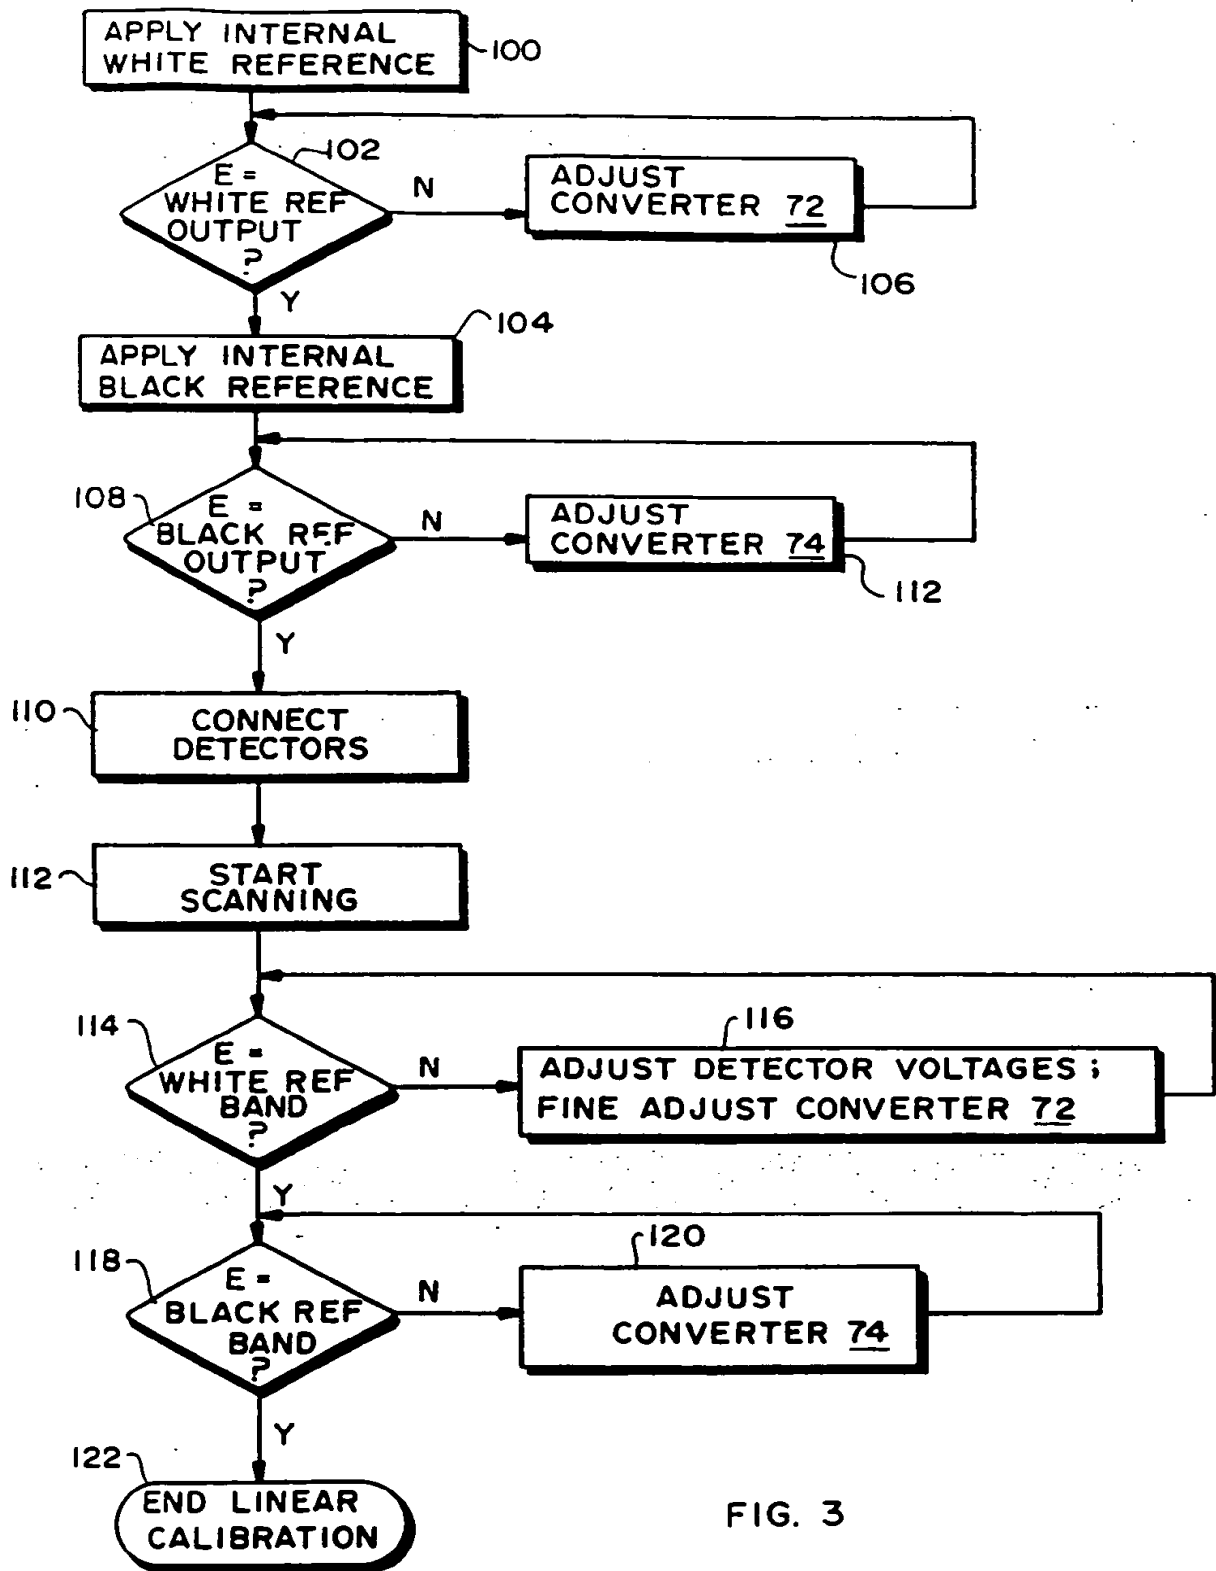 APPLY INTERNAL
WHITE REFERENCE
100
102
E =
WHITE REF
OUTPUT
?
N
ADJUST
CONVERTER 72
106
Y
104
APPLY INTERNAL
BLACK REFERENCE
108
E =
BLACK REF
OUTPUT
?
N
ADJUST
CONVERTER 74
112
Y
110
CONNECT
DETECTORS
112
START
SCANNING
114
E =
WHITE REF
BAND
?
N
116
ADJUST DETECTOR VOLTAGES;
FINE ADJUST CONVERTER 72
Y
118
E =
BLACK REF
BAND
?
N
120
ADJUST
CONVERTER 74
Y
122
END LINEAR
CALIBRATION
FIG. 3